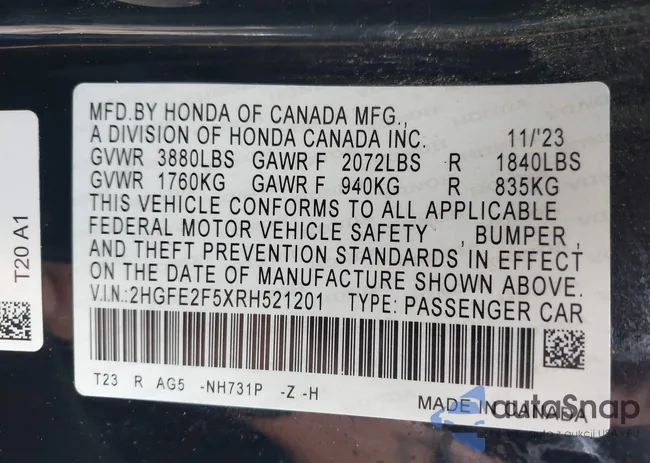 MFD.BY HONDA OF CANADA MFG.,
A DIVISION OF HONDA CANADA INC. 11/'23
GVWR 3880LBS GAWR F 2072LBS R 1840LBS
GVWR 1760KG GAWR F 940KG R 835KG
THIS VEHICLE CONFORMS TO ALL APPLICABLE
FEDERAL MOTOR VEHICLE SAFETY , BUMPER ,
AND THEFT PREVENTION STANDARDS IN EFFECT
ON THE DATE OF MANUFACTURE SHOWN ABOVE.
V.I.N.:2HGFE2F5XRH521201 TYPE: PASSENGER CAR
T23 R AG5 -NH731P -Z -H
MADE IN CANADA
T20 A1
autoSnap
auto z aukcji USA